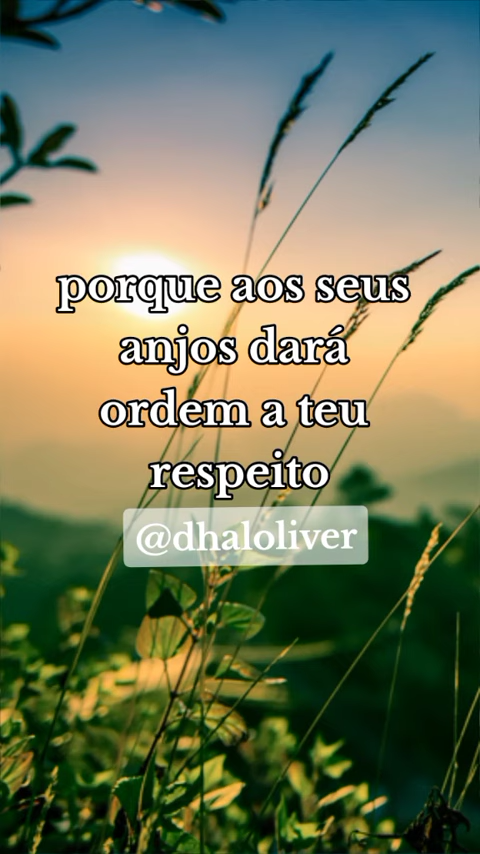 porque aos seus
anjos dará
ordem a teu
respeito
@dhaloliver